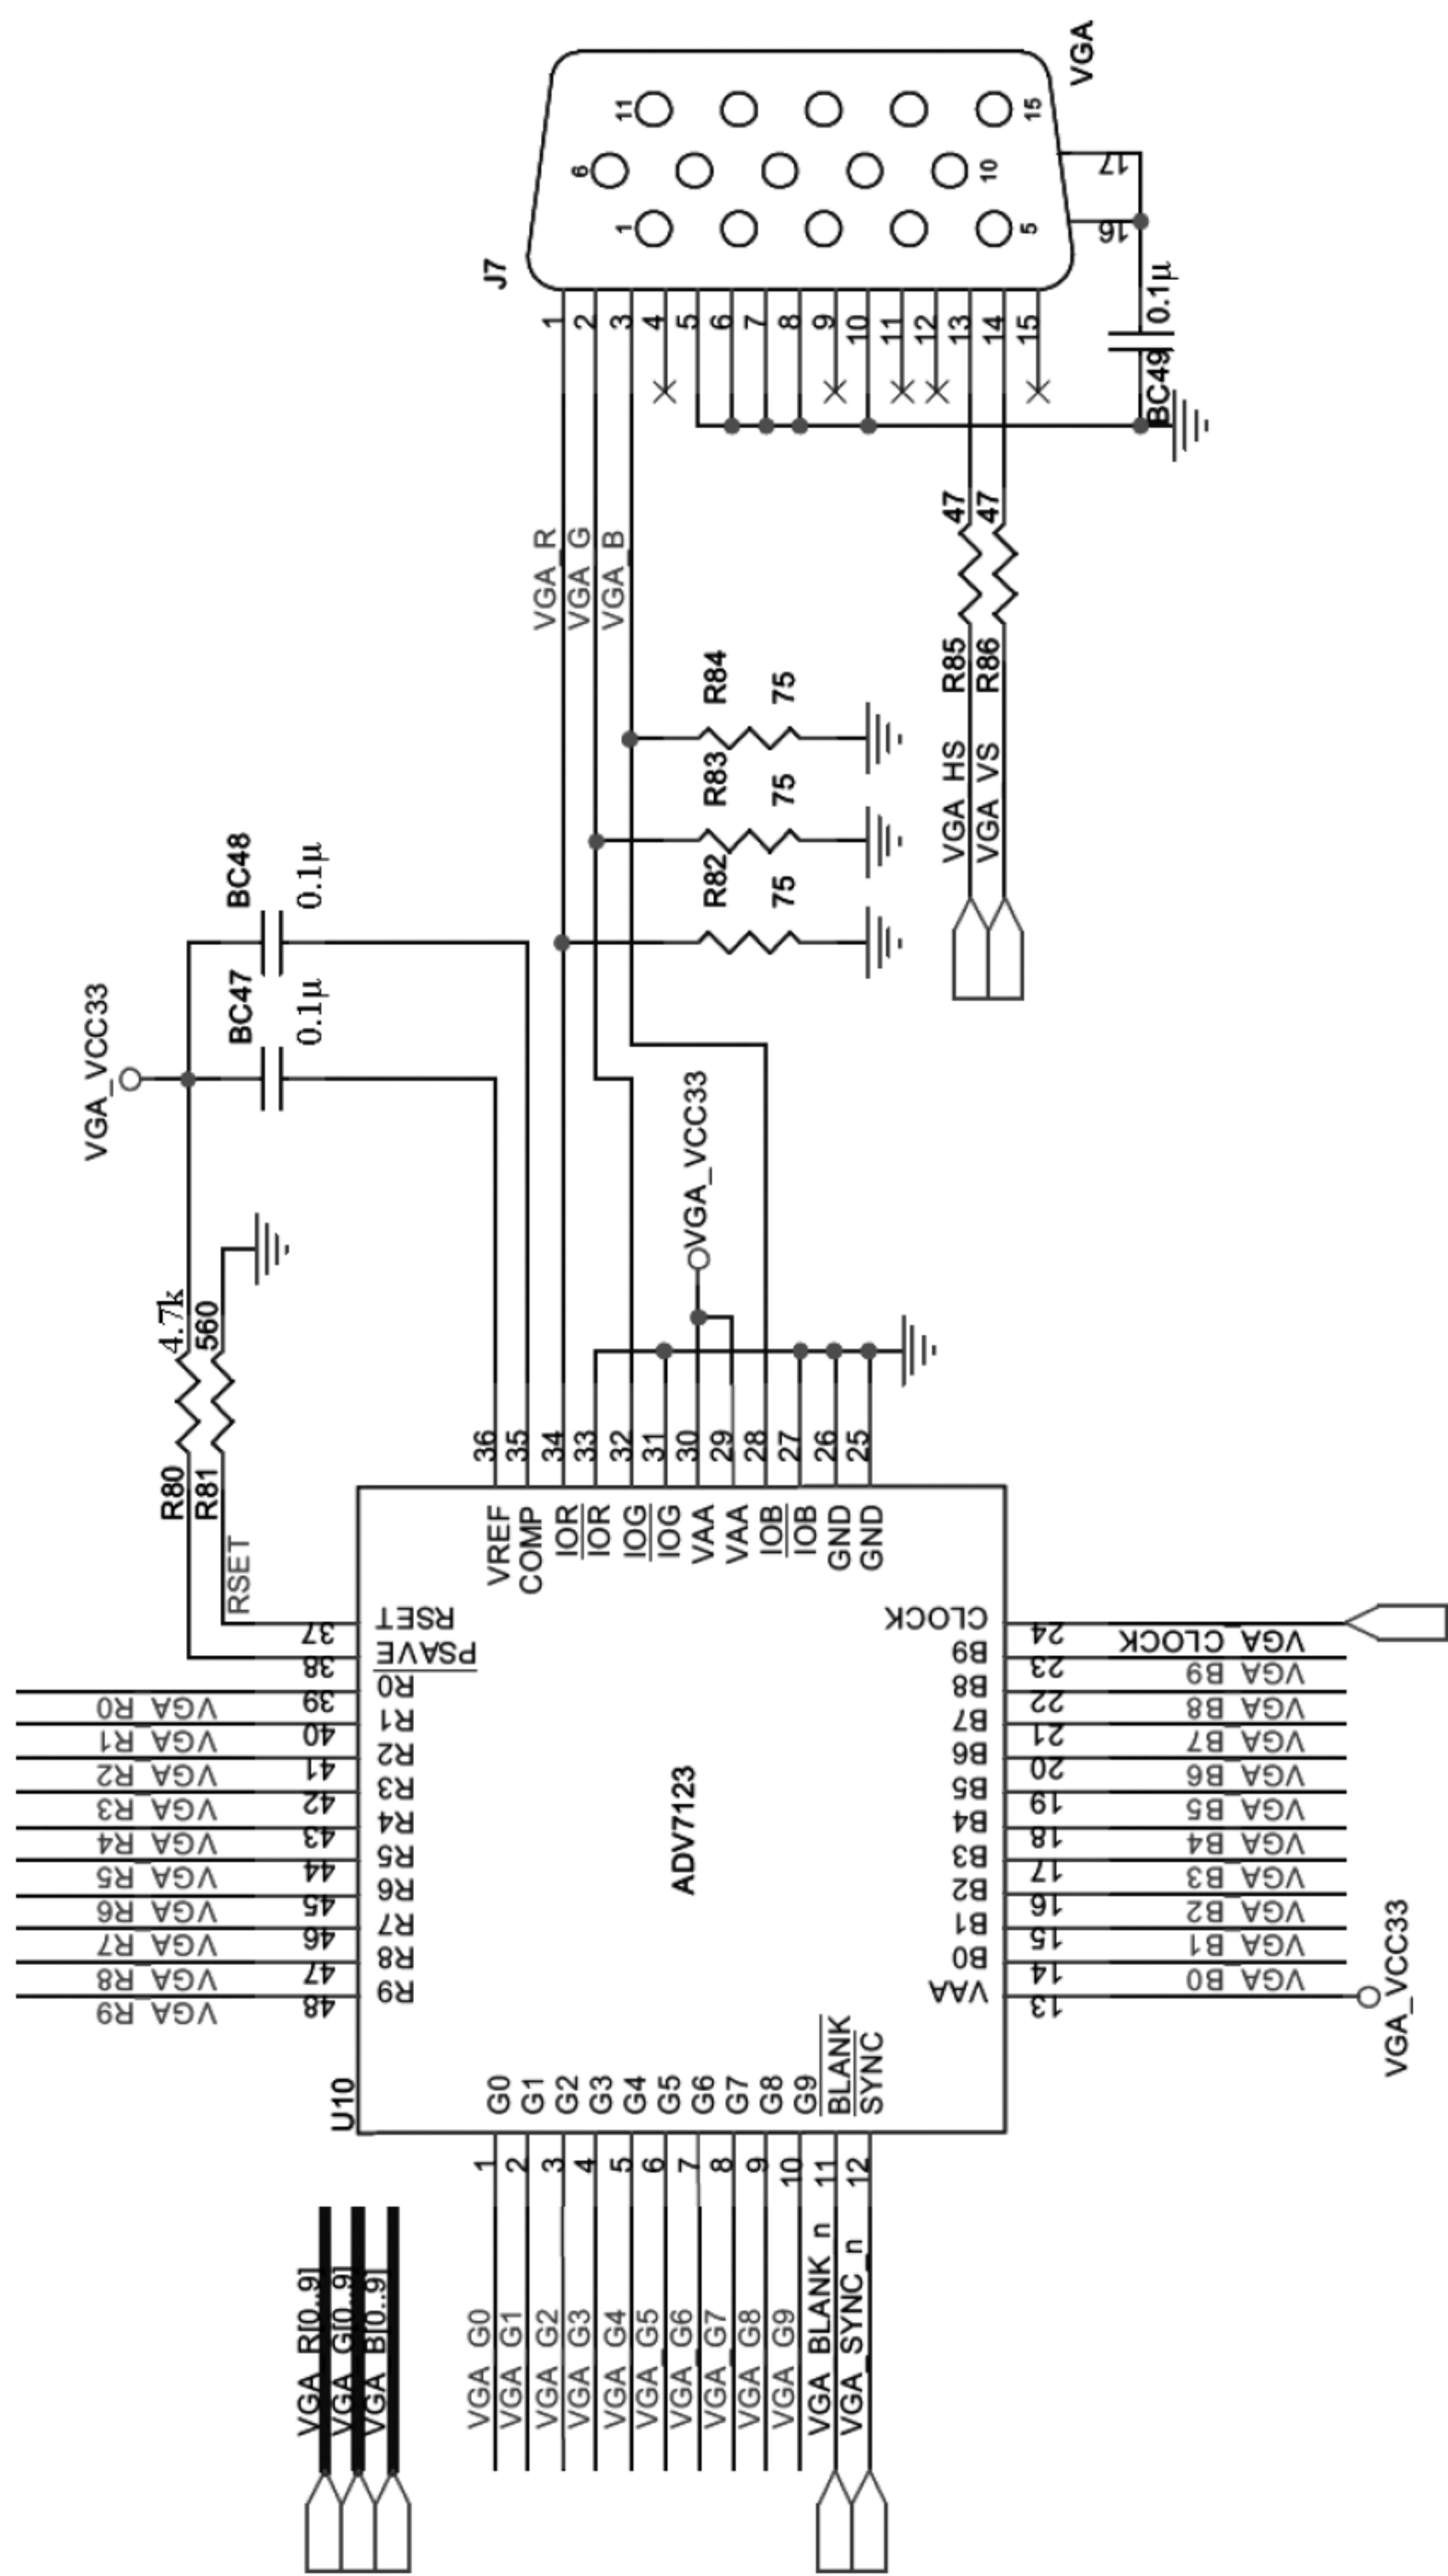 VGA_VCC33
BC47
0.1µ
BC48
0.1µ
R80
4.7k
R81
560
RSET
VGA_R0
VGA_R1
VGA_R2
VGA_R3
VGA_R4
VGA_R5
VGA_R6
VGA_R7
VGA_R8
VGA_R9
37
38
39
40
41
42
43
44
45
46
47
48
RSET
PSAVE
R0
R1
R2
R3
R4
R5
R6
R7
R8
R9
U10
ADV7123
VGA_R[0..9]
VGA_G[0..9]
VGA_B[0..9]
VGA_G0
VGA_G1
VGA_G2
VGA_G3
VGA_G4
VGA_G5
VGA_G6
VGA_G7
VGA_G8
VGA_G9
VGA_BLANK_n
VGA_SYNC_n
1
2
3
4
5
6
7
8
9
10
11
12
G0
G1
G2
G3
G4
G5
G6
G7
G8
G9
BLANK
SYNC
VREF
COMP
IOR
IOR
IOG
IOG
VAA
VAA
IOB
IOB
GND
GND
36
35
34
33
32
31
30
29
28
27
26
25
CLOCK
B9
B8
B7
B6
B5
B4
B3
B2
B1
B0
VAA
24
23
22
21
20
19
18
17
16
15
14
13
VGA_CLOCK
VGA_B9
VGA_B8
VGA_B7
VGA_B6
VGA_B5
VGA_B4
VGA_B3
VGA_B2
VGA_B1
VGA_B0
VGA_VCC33
VGA_VCC33
VGA_R
VGA_G
VGA_B
R82
75
R83
75
R84
75
VGA_HS
R85
47
VGA_VS
R86
47
J7
1
2
3
4
5
6
7
8
9
10
11
12
13
14
15
1
5
6
10
11
15
16
17
BC49
0.1µ
VGA